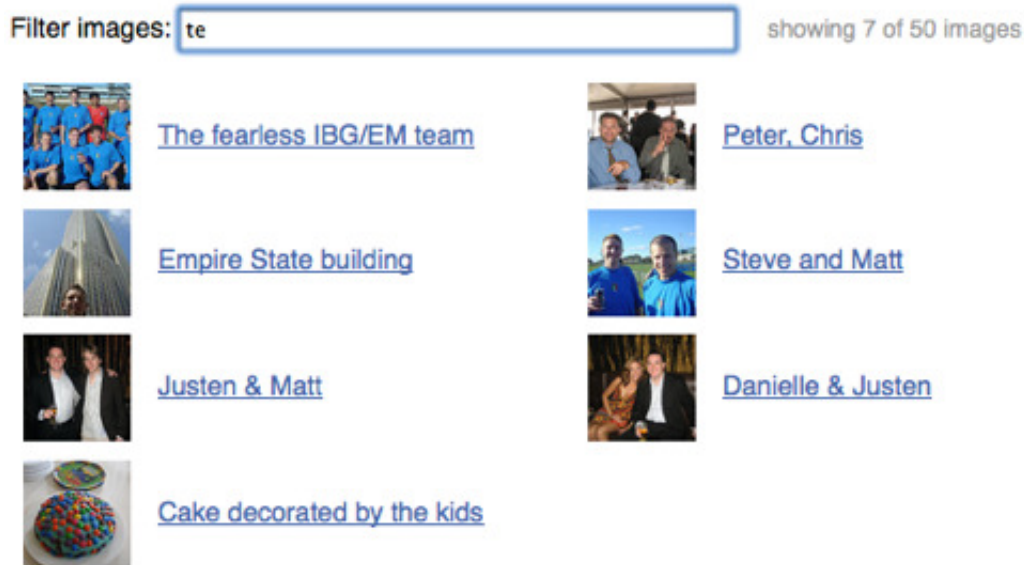 Filter images: te showing 7 of 50 images
The fearless IBG/EM team Peter, Chris
Empire State building Steve and Matt
Justen & Matt Danielle & Justen
Cake decorated by the kids